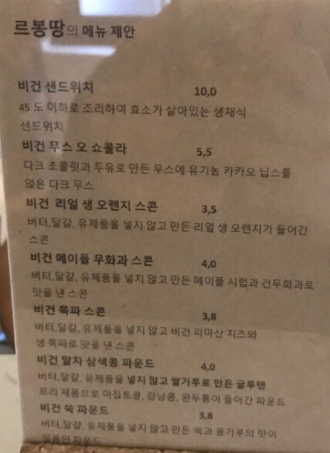 르봉땅의 메뉴 제안
비건 샌드위치 10,0
45 도 이하로 조리하여 효소가 살아있는 생채식
샌드위치
비건 무스 오 쇼콜라 5,5
다크 초콜릿과 두유로 만든 무스에 유기농 카카오 닙스를
얹은 다크 무스
비건 리얼 생 오렌지 스콘 3,5
버터,달걀, 유제품을 넣지 않고 만든 리얼 생 오렌지가 들어간
스콘
비건 메이플 무화과 스콘 4,0
버터,달걀, 유제품을 넣지 않고 만든 메이플 시럽과 건무화과로
맛을 낸 스콘
비건 쪽파 스콘 3,8
버터,달걀, 유제품을 넣지 않고 비건 파마산 치즈와
생 쪽파로 맛을 낸 스콘
비건 말차 삼색콩 파운드 4,0
버터,달걀, 유제품을 넣지 않고 쌀가루로 만든 글루텐
프리 제품으로 이집트콩, 강낭콩, 완두통이 들어간 파운드
비건 쑥 파운드 3,8
버터,달걀, 유제품을 넣지 않고 만든 쑥과 콩가루의 맛이
일품인 파운드